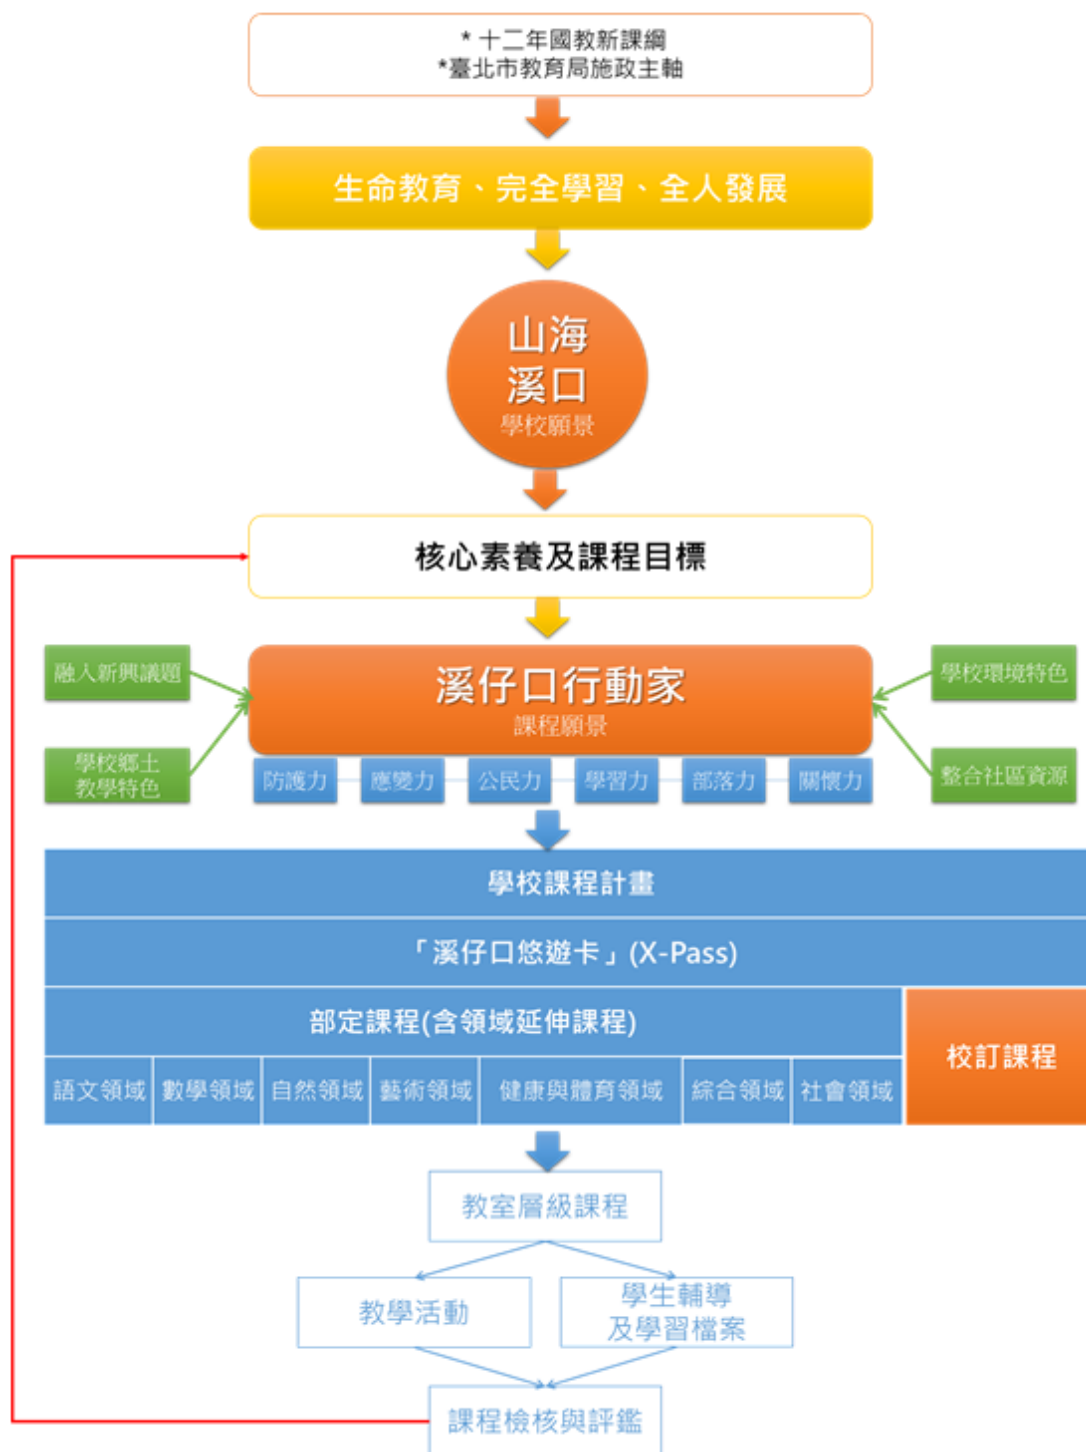 * 十二年國教新課綱
*臺北市教育局施政主軸
生命教育、完全學習、全人發展
山海
溪口
學校願景
核心素養及課程目標
融入新興議題
學校鄉土
教學特色
溪仔口行動家
課程願景
學校環境特色
整合社區資源
防護力
應變力
公民力
學習力
部落力
關懷力
學校課程計畫
「溪仔口悠遊卡」(X-Pass)
部定課程(含領域延伸課程)
校訂課程
語文領域
數學領域
自然領域
藝術領域
健康與體育領域
綜合領域
社會領域
教室層級課程
教學活動
學生輔導
及學習檔案
課程檢核與評鑑